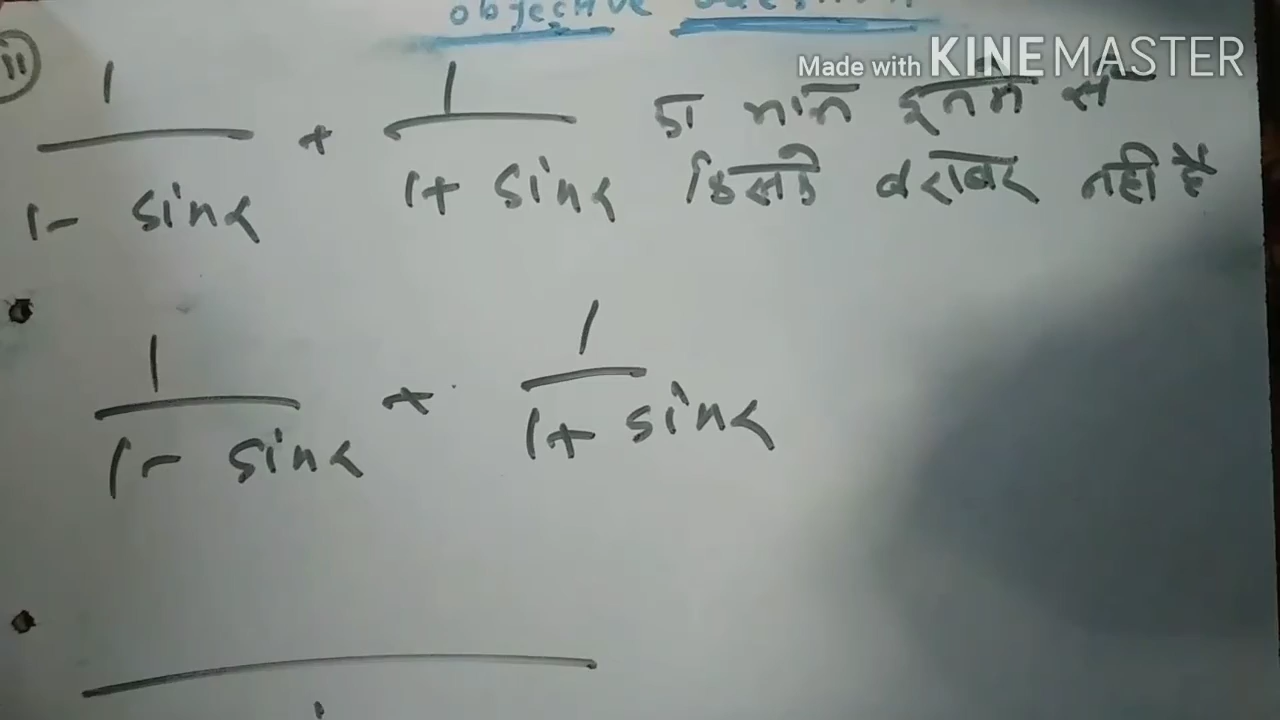 objective Question
Made with KINEMASTER
ii
1/(1- sinα) + 1/(1+ sinα) का मान इनमें से
किसके बराबर नहीं है
1/(1- sinα) + 1/(1+ sinα)